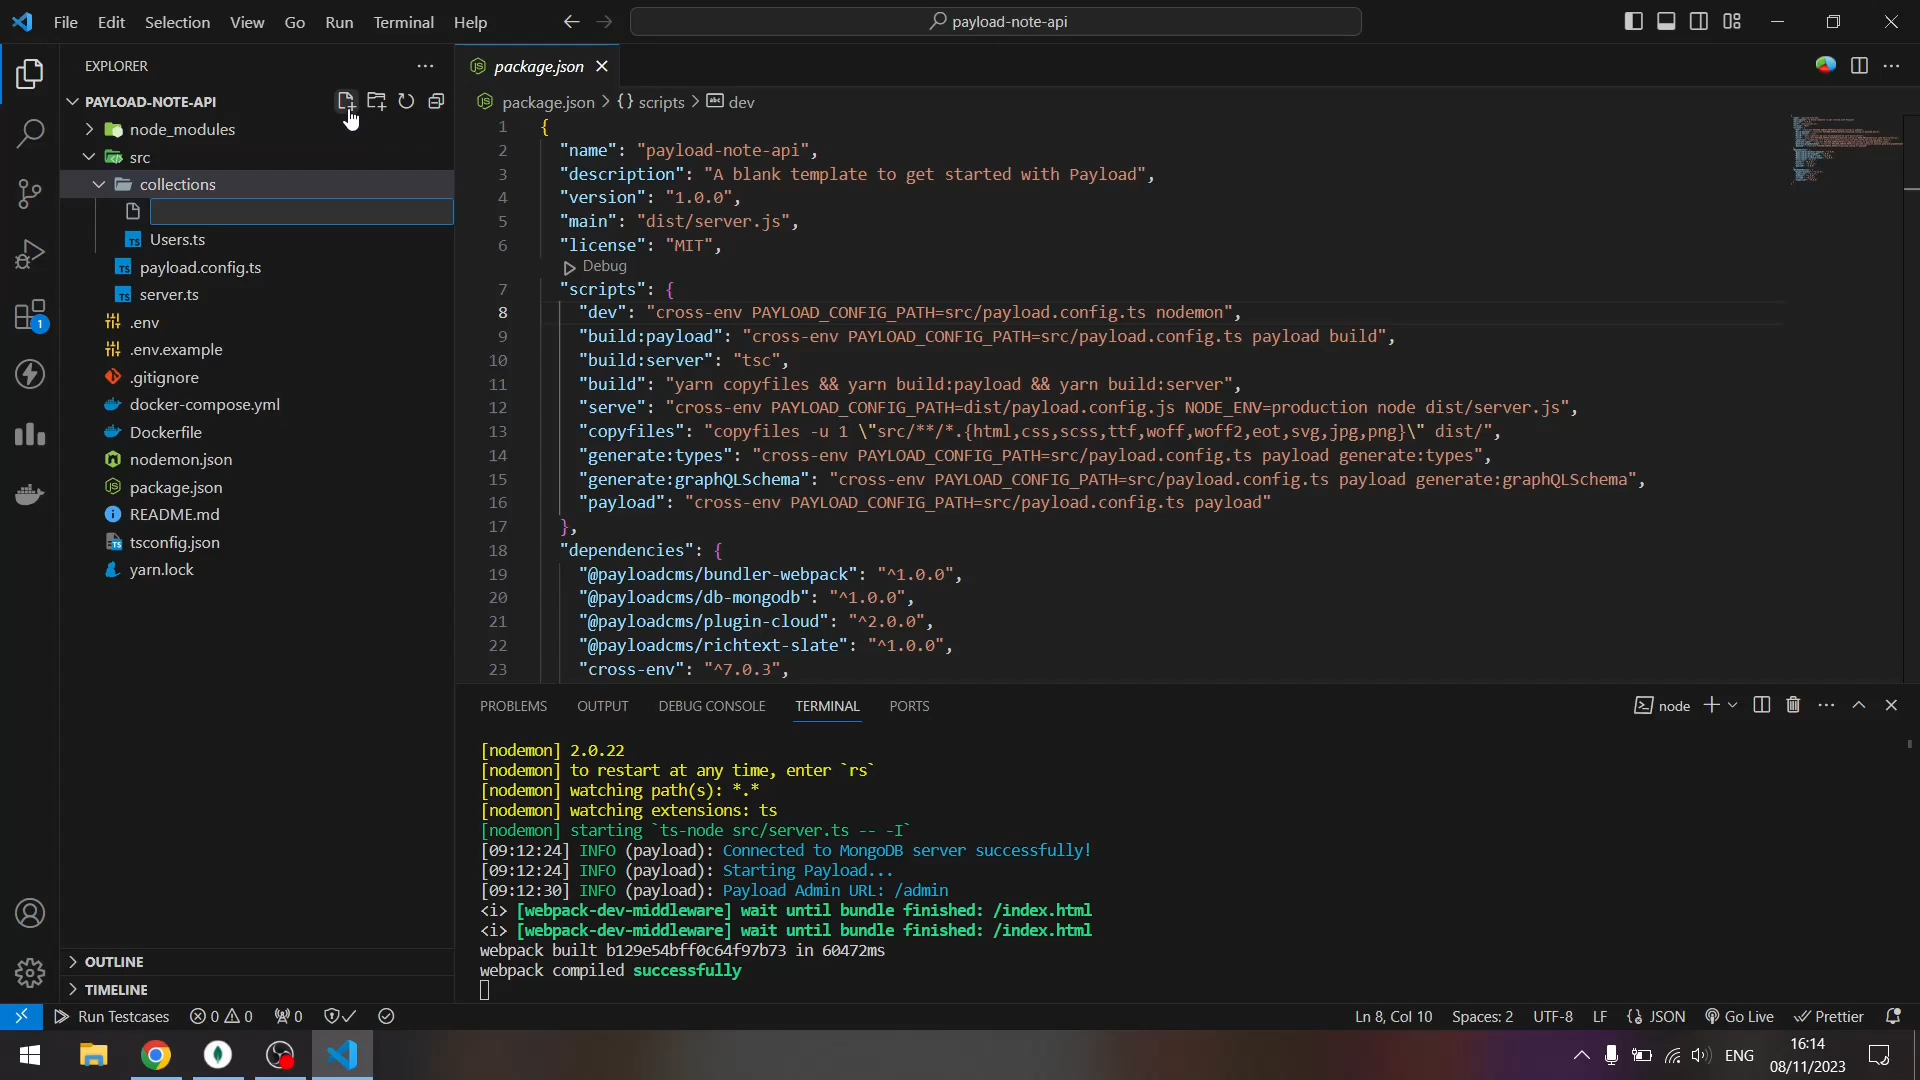 File Edit Selection View Go Run Terminal Help
payload-note-api
EXPLORER
PAYLOAD-NOTE-API
node_modules
src
collections
Users.ts
payload.config.ts
server.ts
.env
.env.example
.gitignore
docker-compose.yml
Dockerfile
nodemon.json
package.json
README.md
tsconfig.json
yarn.lock
OUTLINE
TIMELINE
1
package.json
package.json > {} scripts > dev
1 {
2 "name": "payload-note-api",
3 "description": "A blank template to get started with Payload",
4 "version": "1.0.0",
5 "main": "dist/server.js",
6 "license": "MIT",
Debug
7 "scripts": {
8 "dev": "cross-env PAYLOAD_CONFIG_PATH=src/payload.config.ts nodemon",
9 "build:payload": "cross-env PAYLOAD_CONFIG_PATH=src/payload.config.ts payload build",
10 "build:server": "tsc",
11 "build": "yarn copyfiles && yarn build:payload && yarn build:server",
12 "serve": "cross-env PAYLOAD_CONFIG_PATH=dist/payload.config.js NODE_ENV=production node dist/server.js",
13 "copyfiles": "copyfiles -u 1 \"src/**/*.{html,css,scss,ttf,woff,woff2,eot,svg,jpg,png}\" dist/",
14 "generate:types": "cross-env PAYLOAD_CONFIG_PATH=src/payload.config.ts payload generate:types",
15 "generate:graphQLSchema": "cross-env PAYLOAD_CONFIG_PATH=src/payload.config.ts payload generate:graphQLSchema",
16 "payload": "cross-env PAYLOAD_CONFIG_PATH=src/payload.config.ts payload"
17 },
18 "dependencies": {
19 "@payloadcms/bundler-webpack": "^1.0.0",
20 "@payloadcms/db-mongodb": "^1.0.0",
21 "@payloadcms/plugin-cloud": "^2.0.0",
22 "@payloadcms/richtext-slate": "^1.0.0",
23 "cross-env": "^7.0.3",
PROBLEMS OUTPUT DEBUG CONSOLE TERMINAL PORTS
node
[nodemon] 2.0.22
[nodemon] to restart at any time, enter `rs`
[nodemon] watching path(s): *.*
[nodemon] watching extensions: ts
[nodemon] starting `ts-node src/server.ts -- -I`
[09:12:24] INFO (payload): Connected to MongoDB server successfully!
[09:12:24] INFO (payload): Starting Payload...
[09:12:30] INFO (payload): Payload Admin URL: /admin
<i> [webpack-dev-middleware] wait until bundle finished: /index.html
<i> [webpack-dev-middleware] wait until bundle finished: /index.html
webpack built b129e54bff0c64f97b73 in 60472ms
webpack compiled successfully
Run Testcases 0 0 0
Ln 8, Col 10 Spaces: 2 UTF-8 LF {} JSON Go Live Prettier
ENG
16:14
08/11/2023